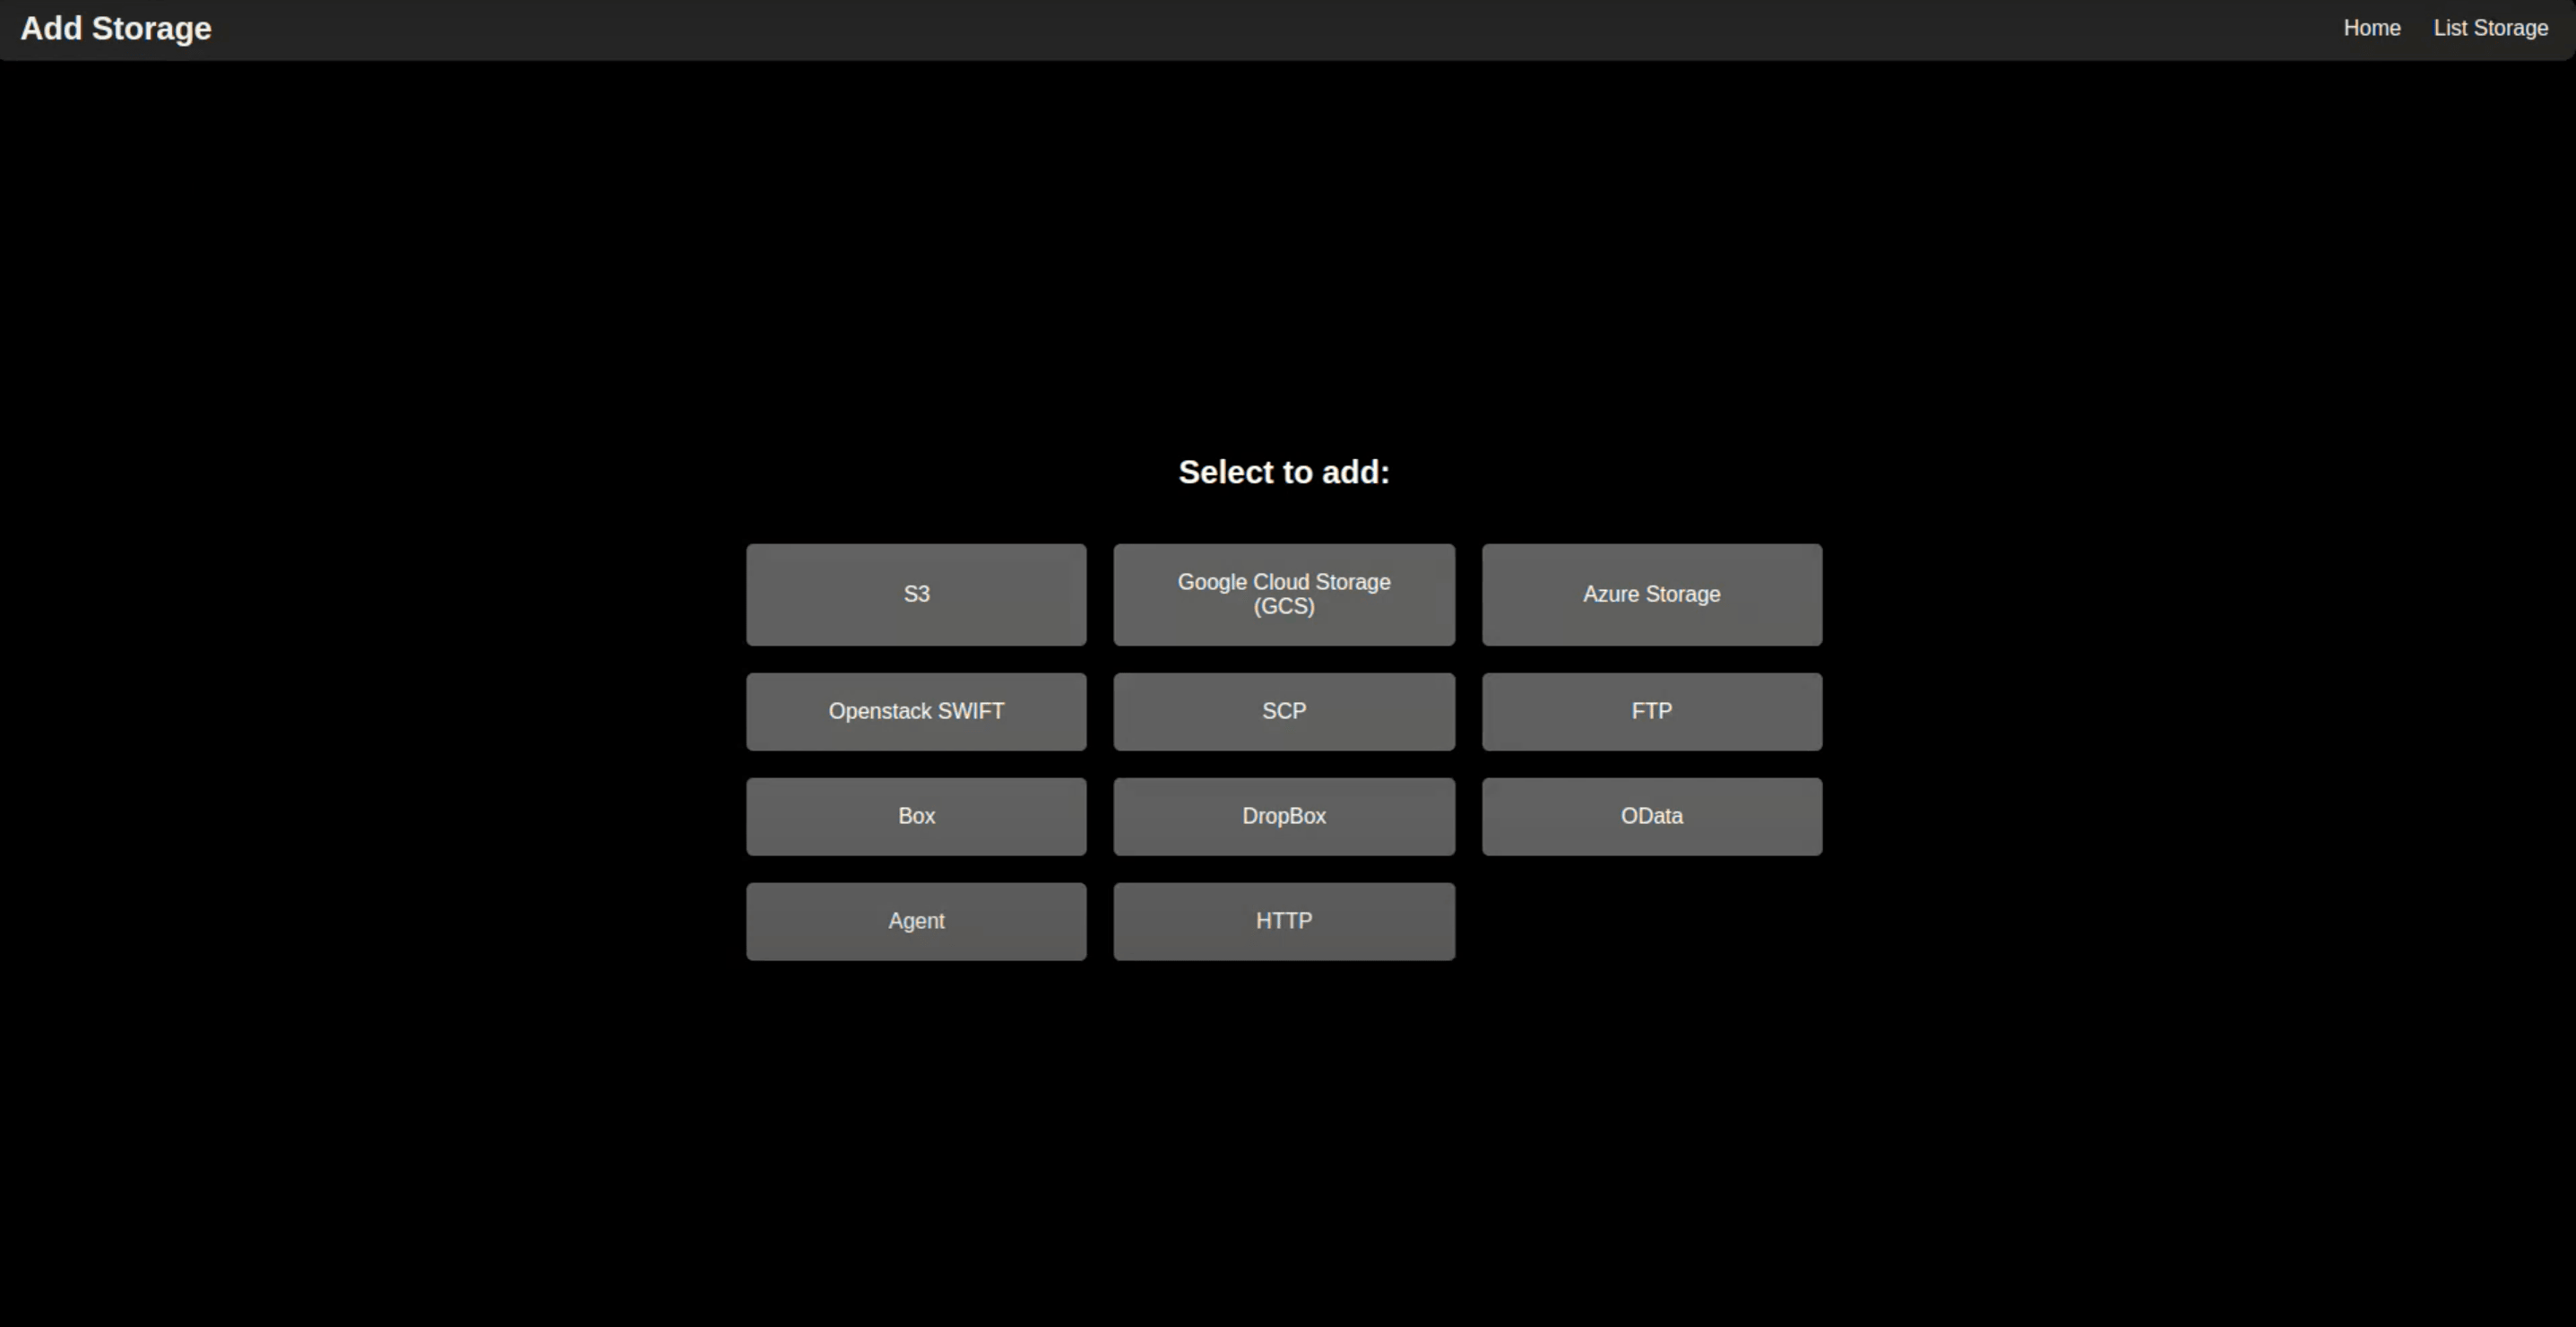 Add Storage
Home
List Storage
Select to add:
S3
Google Cloud Storage
(GCS)
Azure Storage
Openstack SWIFT
SCP
FTP
Box
DropBox
OData
Agent
HTTP